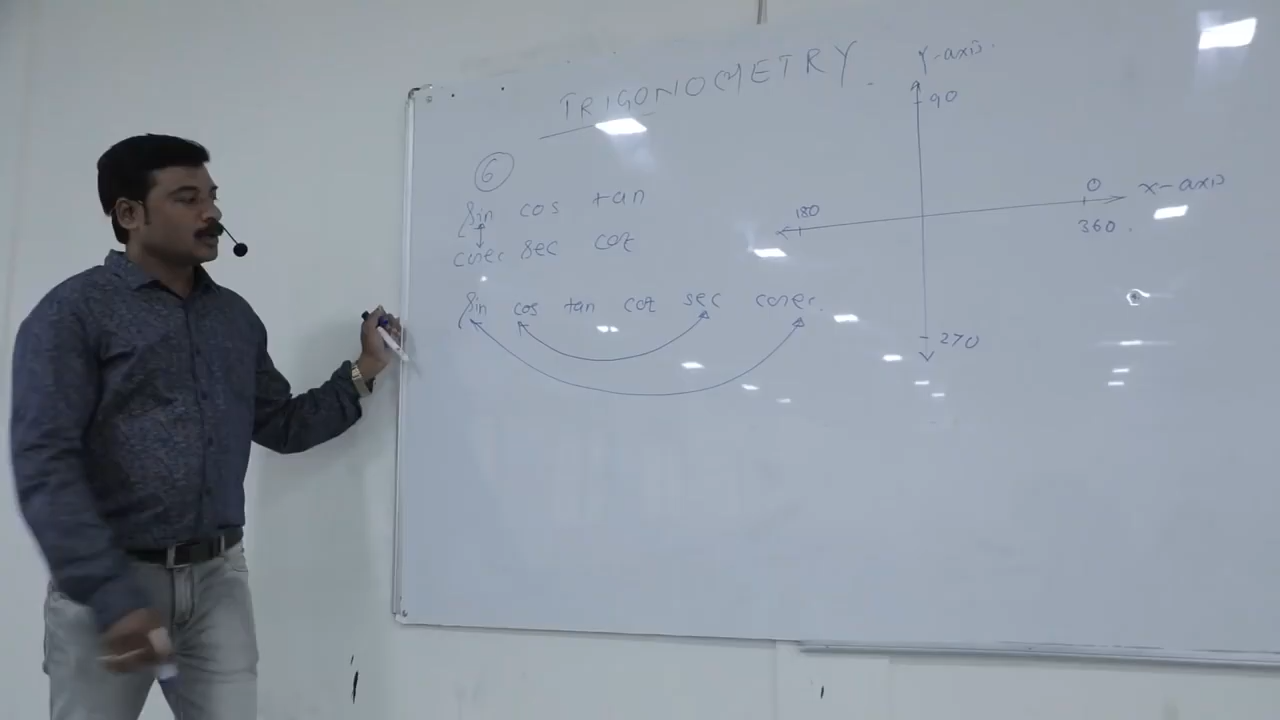 TRIGONOMETRY.
6
Sin cos tan
cosec sec cot
Sin cos tan cot sec cosec.
Y-axis.
90
0
X-axis
180
360.
270